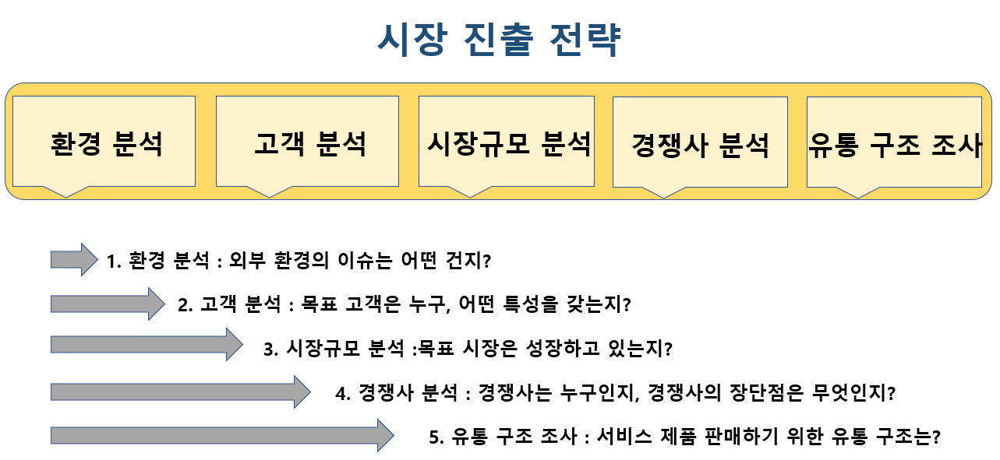 시장 진출 전략
환경 분석
고객 분석
시장규모 분석
경쟁사 분석
유통 구조 조사
1. 환경 분석 : 외부 환경의 이슈는 어떤 건지?
2. 고객 분석 : 목표 고객은 누구, 어떤 특성을 갖는지?
3. 시장규모 분석 :목표 시장은 성장하고 있는지?
4. 경쟁사 분석 : 경쟁사는 누구인지, 경쟁사의 장단점은 무엇인지?
5. 유통 구조 조사 : 서비스 제품 판매하기 위한 유통 구조는?